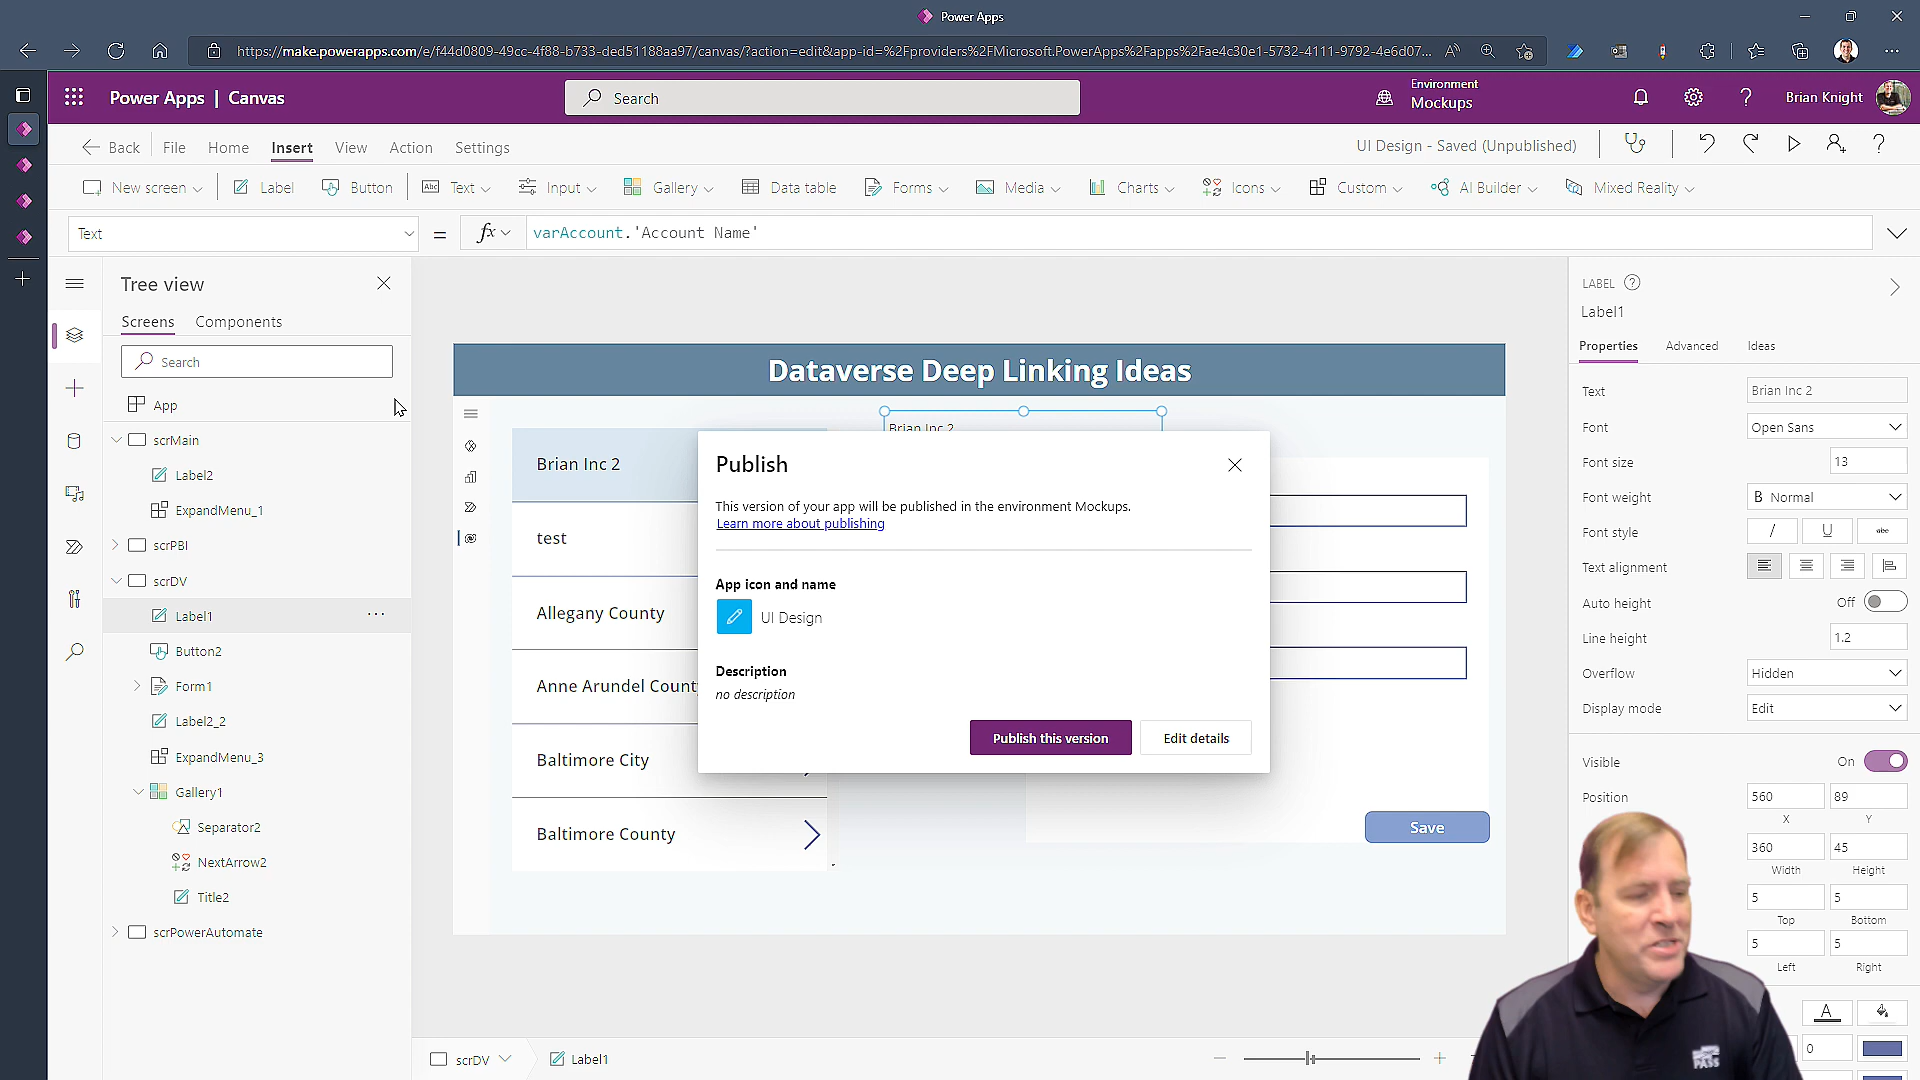 Power Apps
https://make.powerapps.com/e/f44d0809-49cc-4f88-b733-ded51188aa97/canvas/?action=edit&app-id=%2Fproviders%2FMicrosoft.PowerApps%2Fapps%2Fae4c30e1-5732-4111-9792-4e6d07...
Power Apps | Canvas
Search
Environment
Mockups
Brian Knight
Back
File
Home
Insert
View
Action
Settings
UI Design - Saved (Unpublished)
New screen
Label
Button
Text
Input
Gallery
Data table
Forms
Media
Charts
Icons
Custom
AI Builder
Mixed Reality
Text
=
fx
varAccount.'Account Name'
Tree view
Screens
Components
Search
App
scrMain
Label2
ExpandMenu_1
scrPBI
scrDV
Label1
Button2
Form1
Label2_2
ExpandMenu_3
Gallery1
Separator2
NextArrow2
Title2
scrPowerAutomate
Dataverse Deep Linking Ideas
Brian Inc 2
Brian Inc 2
test
Allegany County
Anne Arundel Count
Baltimore City
Baltimore County
Save
Publish
This version of your app will be published in the environment Mockups.
Learn more about publishing
App icon and name
UI Design
Description
no description
Publish this version
Edit details
scrDV
Label1
LABEL
Label1
Properties
Advanced
Ideas
Text
Brian Inc 2
Font
Open Sans
Font size
13
Font weight
B Normal
Font style
/ U abc
Text alignment
Auto height
Off
Line height
1.2
Overflow
Hidden
Display mode
Edit
Visible
On
Position
560
89
X
Y
360
45
Width
Height
5
5
Top
Bottom
5
5
Left
Right
A
0
PASS